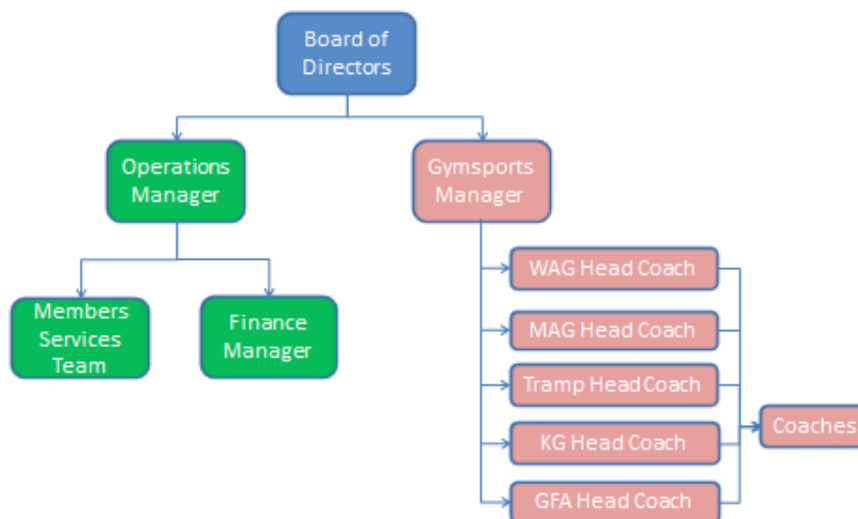 Board of
Directors
Operations
Manager
Gymsports
Manager
Members
Services
Team
Finance
Manager
WAG Head Coach
MAG Head Coach
Tramp Head Coach
KG Head Coach
GFA Head Coach
Coaches